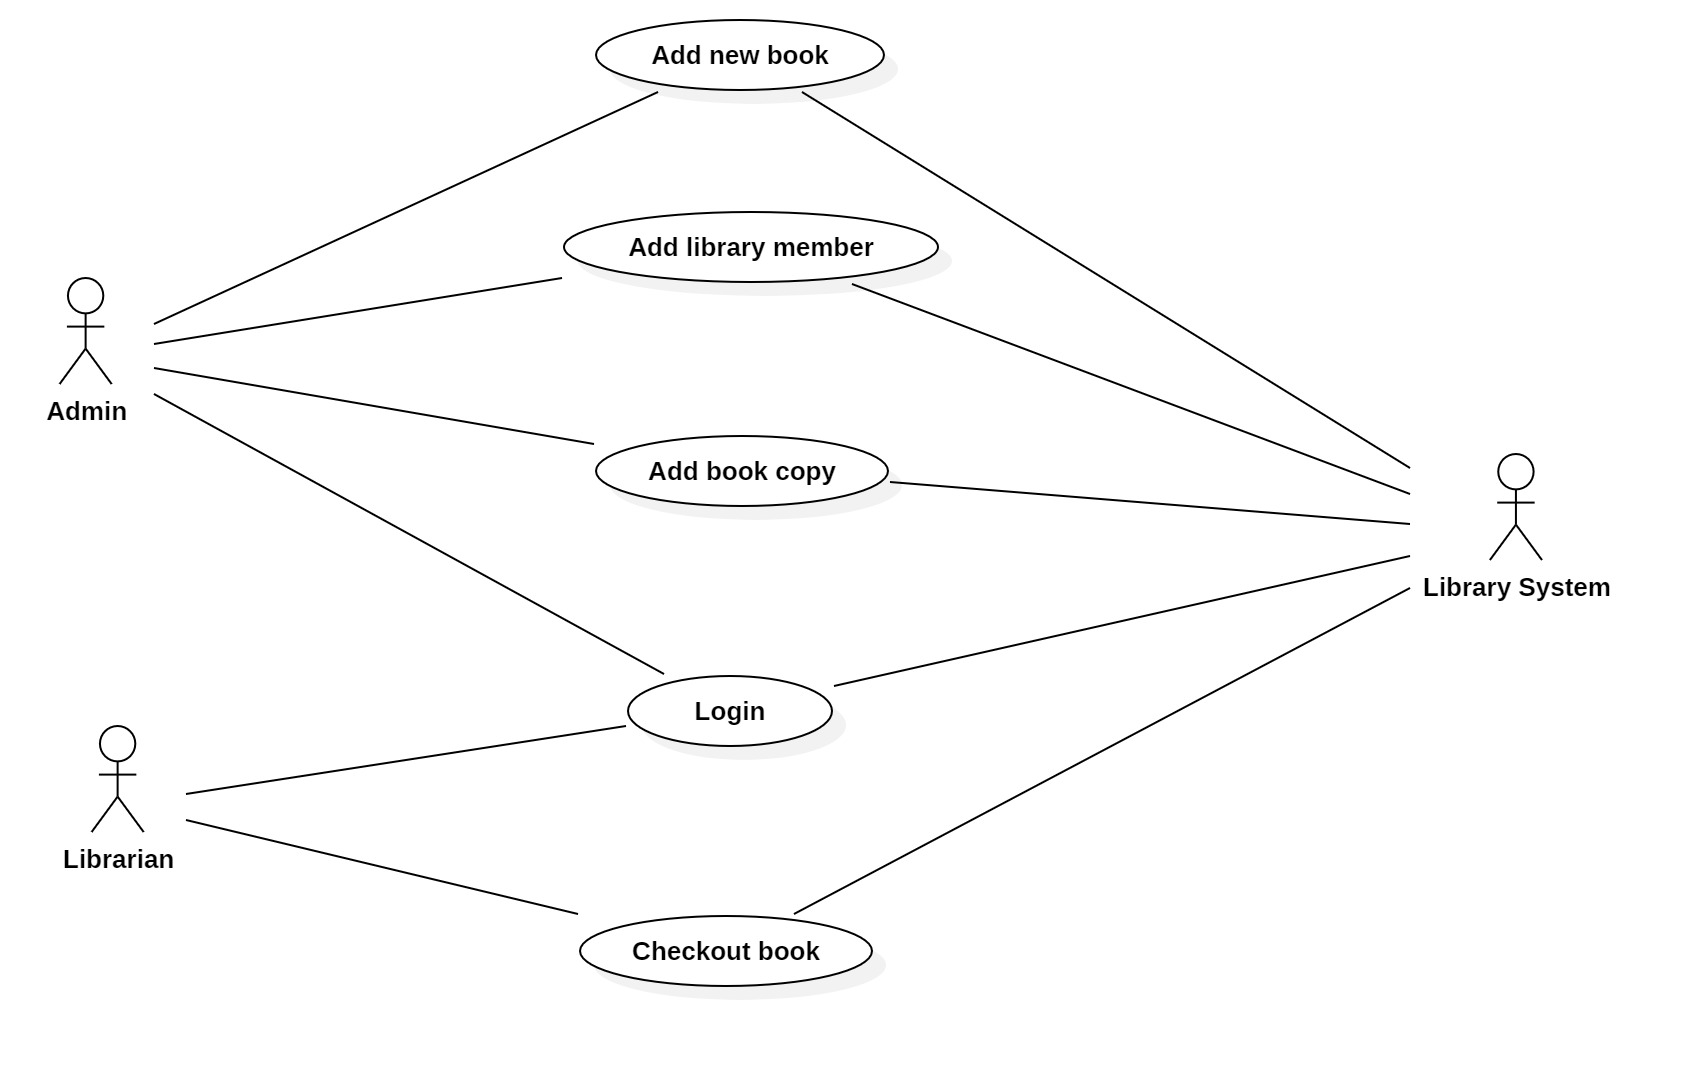 Add new book
Add library member
Admin
Add book copy
Library System
Login
Librarian
Checkout book